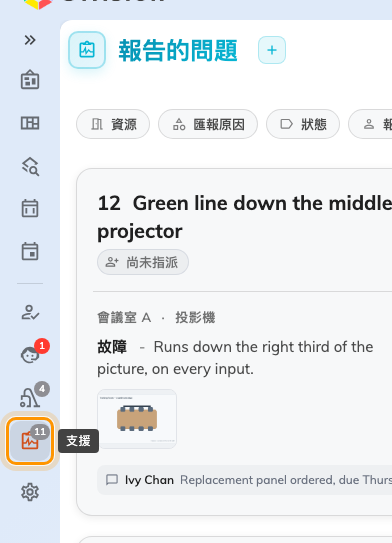 報告的問題
+
資源
匯報原因
狀態
12 Green line down the middle
projector
尚未指派
會議室 A · 投影機
故障 - Runs down the right third of the
picture, on every input.
1
4
11
支援
Ivy Chan Replacement panel ordered, due Thurs